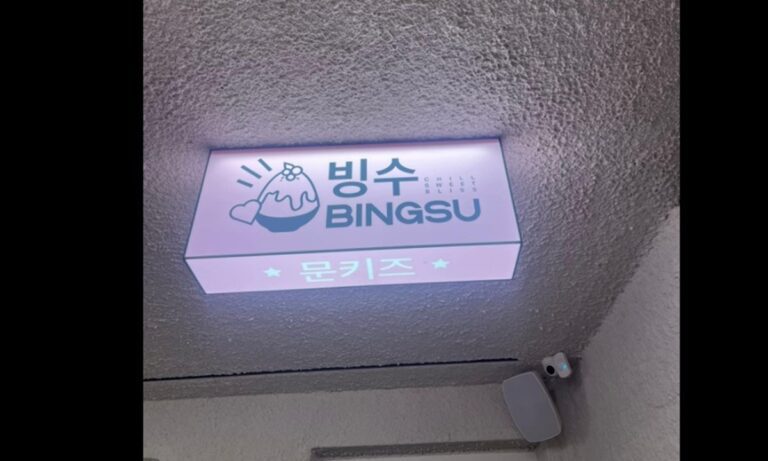 빙수
CHILL
SWEET
BLISS
BINGSU
문키즈